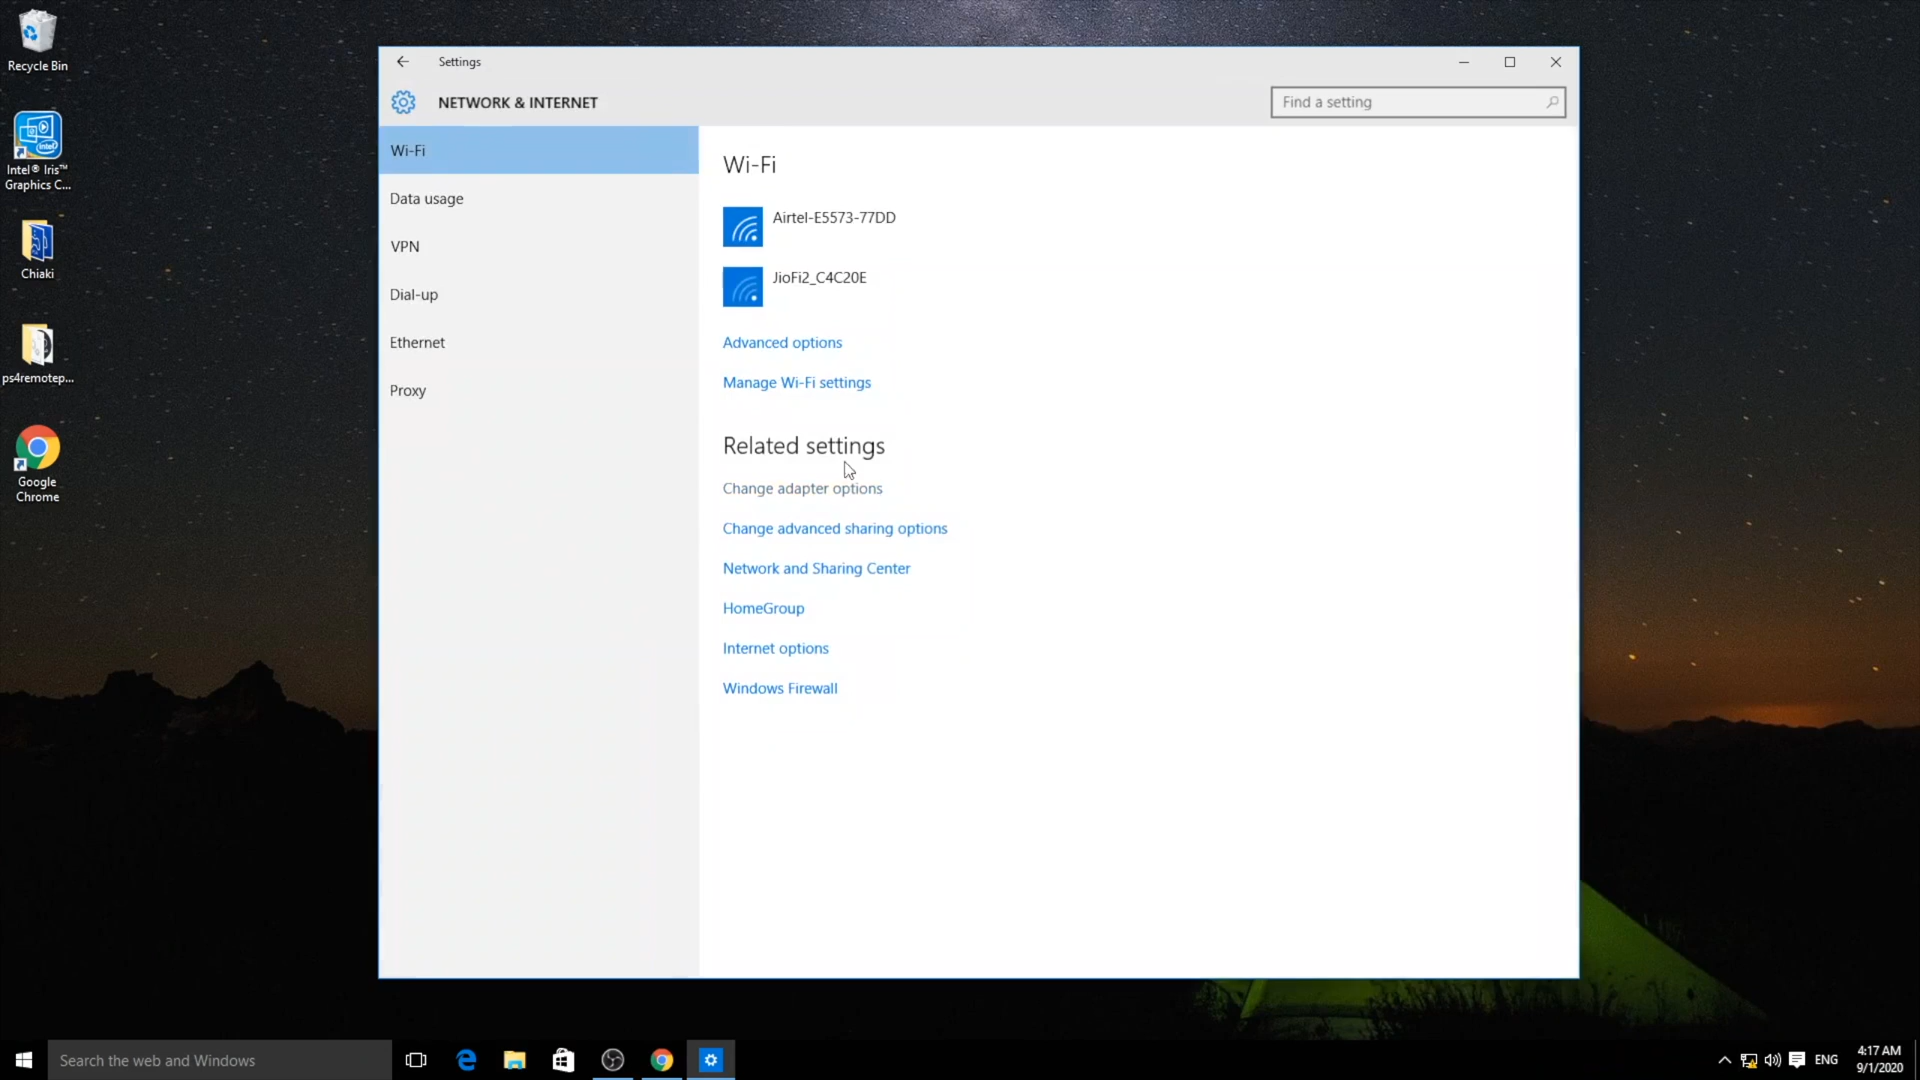 Recycle Bin
Intel® Iris™
Graphics C...
intel
Chiaki
ps4remotep...
Google
Chrome
Settings
NETWORK & INTERNET
Find a setting
Wi-Fi
Data usage
VPN
Dial-up
Ethernet
Proxy
Wi-Fi
Airtel-E5573-77DD
JioFi2_C4C20E
Advanced options
Manage Wi-Fi settings
Related settings
Change adapter options
Change advanced sharing options
Network and Sharing Center
HomeGroup
Internet options
Windows Firewall
Search the web and Windows
ENG
4:17 AM
9/1/2020